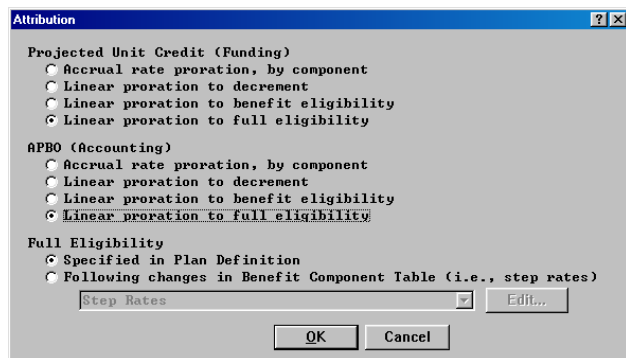 Attribution
Projected Unit Credit (Funding)
Accrual rate proration, by component
Linear proration to decrement
Linear proration to benefit eligibility
Linear proration to full eligibility
APBO (Accounting)
Accrual rate proration, by component
Linear proration to decrement
Linear proration to benefit eligibility
Linear proration to full eligibility
Full Eligibility
Specified in Plan Definition
Following changes in Benefit Component Table (i.e., step rates)
Step Rates Edit...
OK Cancel